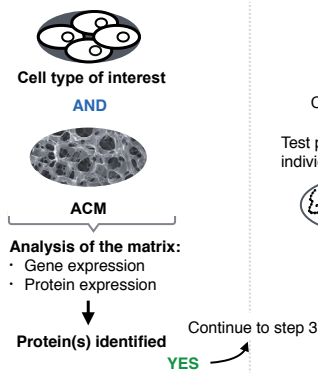 Cell type of interest
AND
ACM
Analysis of the matrix:
· Gene expression
· Protein expression
Protein(s) identified
YES
Continue to step 3
C
Test p
indivi